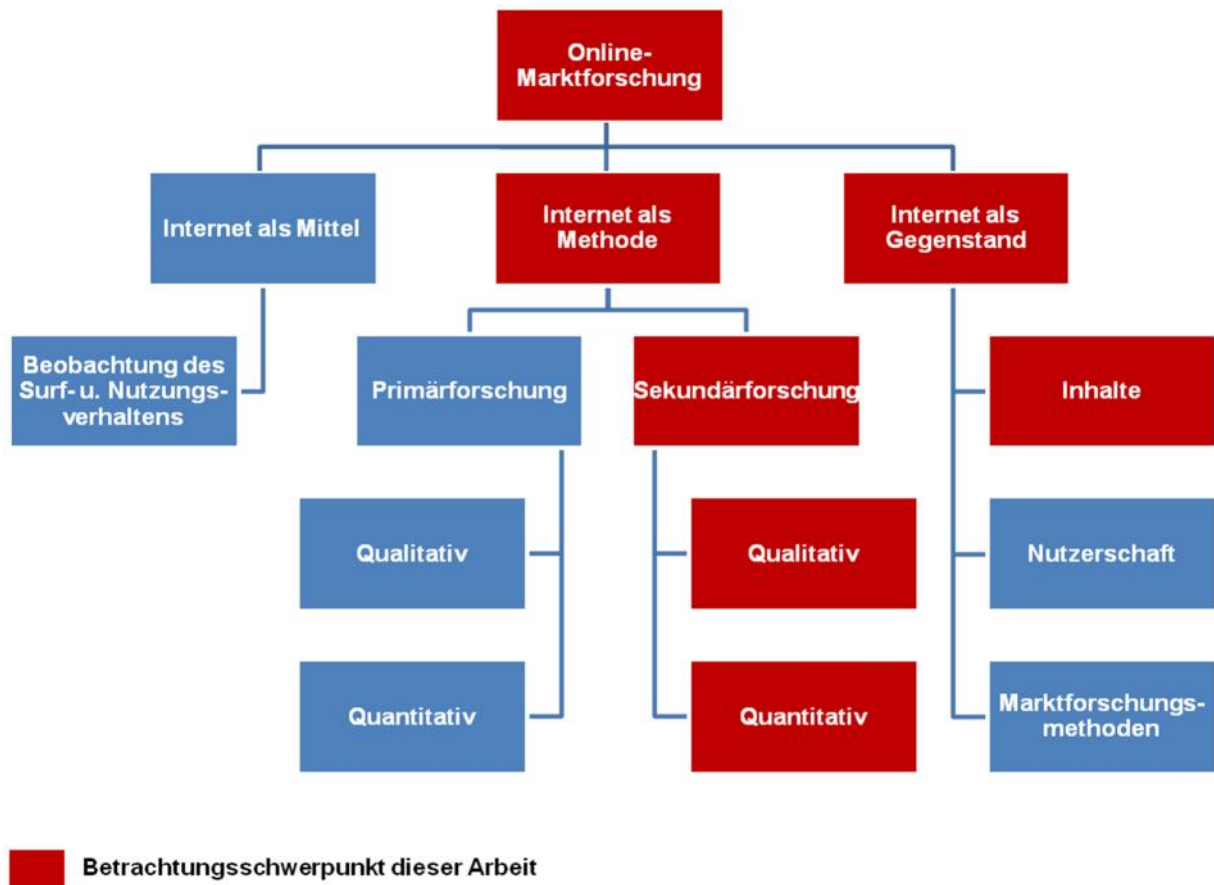 Online-
Marktforschung
Internet als Mittel
Internet als
Methode
Internet als
Gegenstand
Beobachtung des
Surf- u. Nutzungs-
verhaltens
Primärforschung
Sekundärforschung
Inhalte
Qualitativ
Qualitativ
Nutzerschaft
Quantitativ
Quantitativ
Marktforschungs-
methoden
Betrachtungsschwerpunkt dieser Arbeit